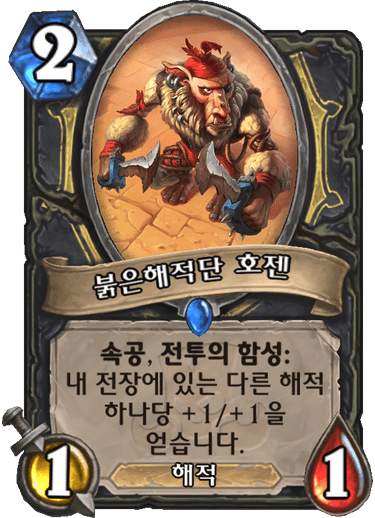 2
붉은해적단 호젠
속공, 전투의 함성:
내 전장에 있는 다른 해적
하나당 +1/+1을
얻습니다.
1
해적
1